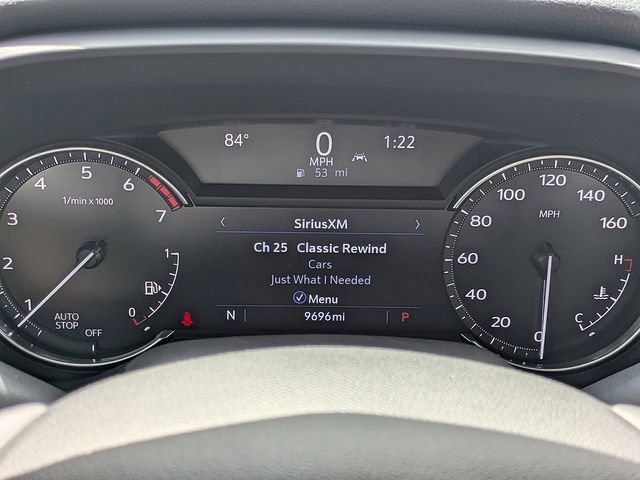 84° 0 1:22
MPH
53 mi
1/min x 1000
1
2
3
4
5
6
7
AUTO
STOP
OFF
1
0
‹ SiriusXM ›
Ch 25 Classic Rewind
Cars
Just What I Needed
Menu
N 9696mi P
MPH
0
20
40
60
80
100
120
140
160
H
C